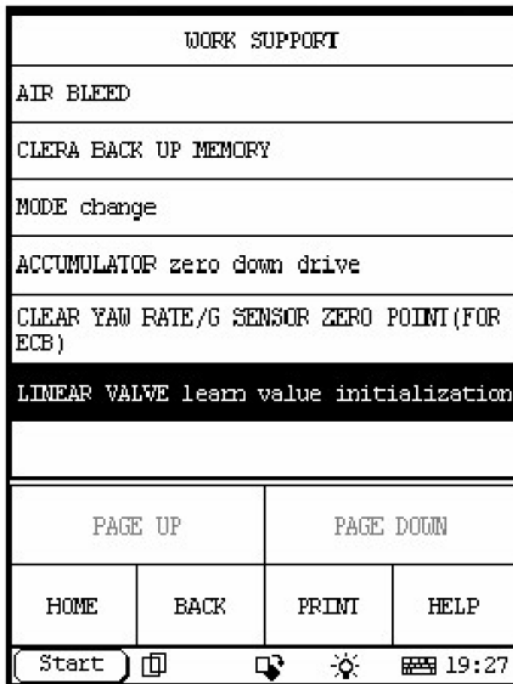 WORK SUPPORT
AIR BLEED
CLERA BACK UP MEMORY
MODE change
ACCUMULATOR zero down drive
CLEAR YAW RATE/G SENSOR ZERO POINT(FOR
ECB)
LINEAR VALVE learn value initialization
PAGE UP PAGE DOWN
HOME BACK PRINT HELP
Start 19:27